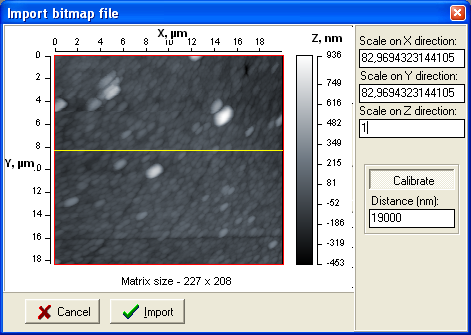 Import bitmap file
X, µm
0 2 4 6 8 10 12 14 16 18
Z, nm
Y, µm
0
2
4
6
8
10
12
14
16
18
936
749
616
482
349
215
81
-52
-186
-319
-453
Matrix size - 227 x 208
Cancel
Import
Scale on X direction:
82,9694323144105
Scale on Y direction:
82,9694323144105
Scale on Z direction:
1
Calibrate
Distance (nm):
19000